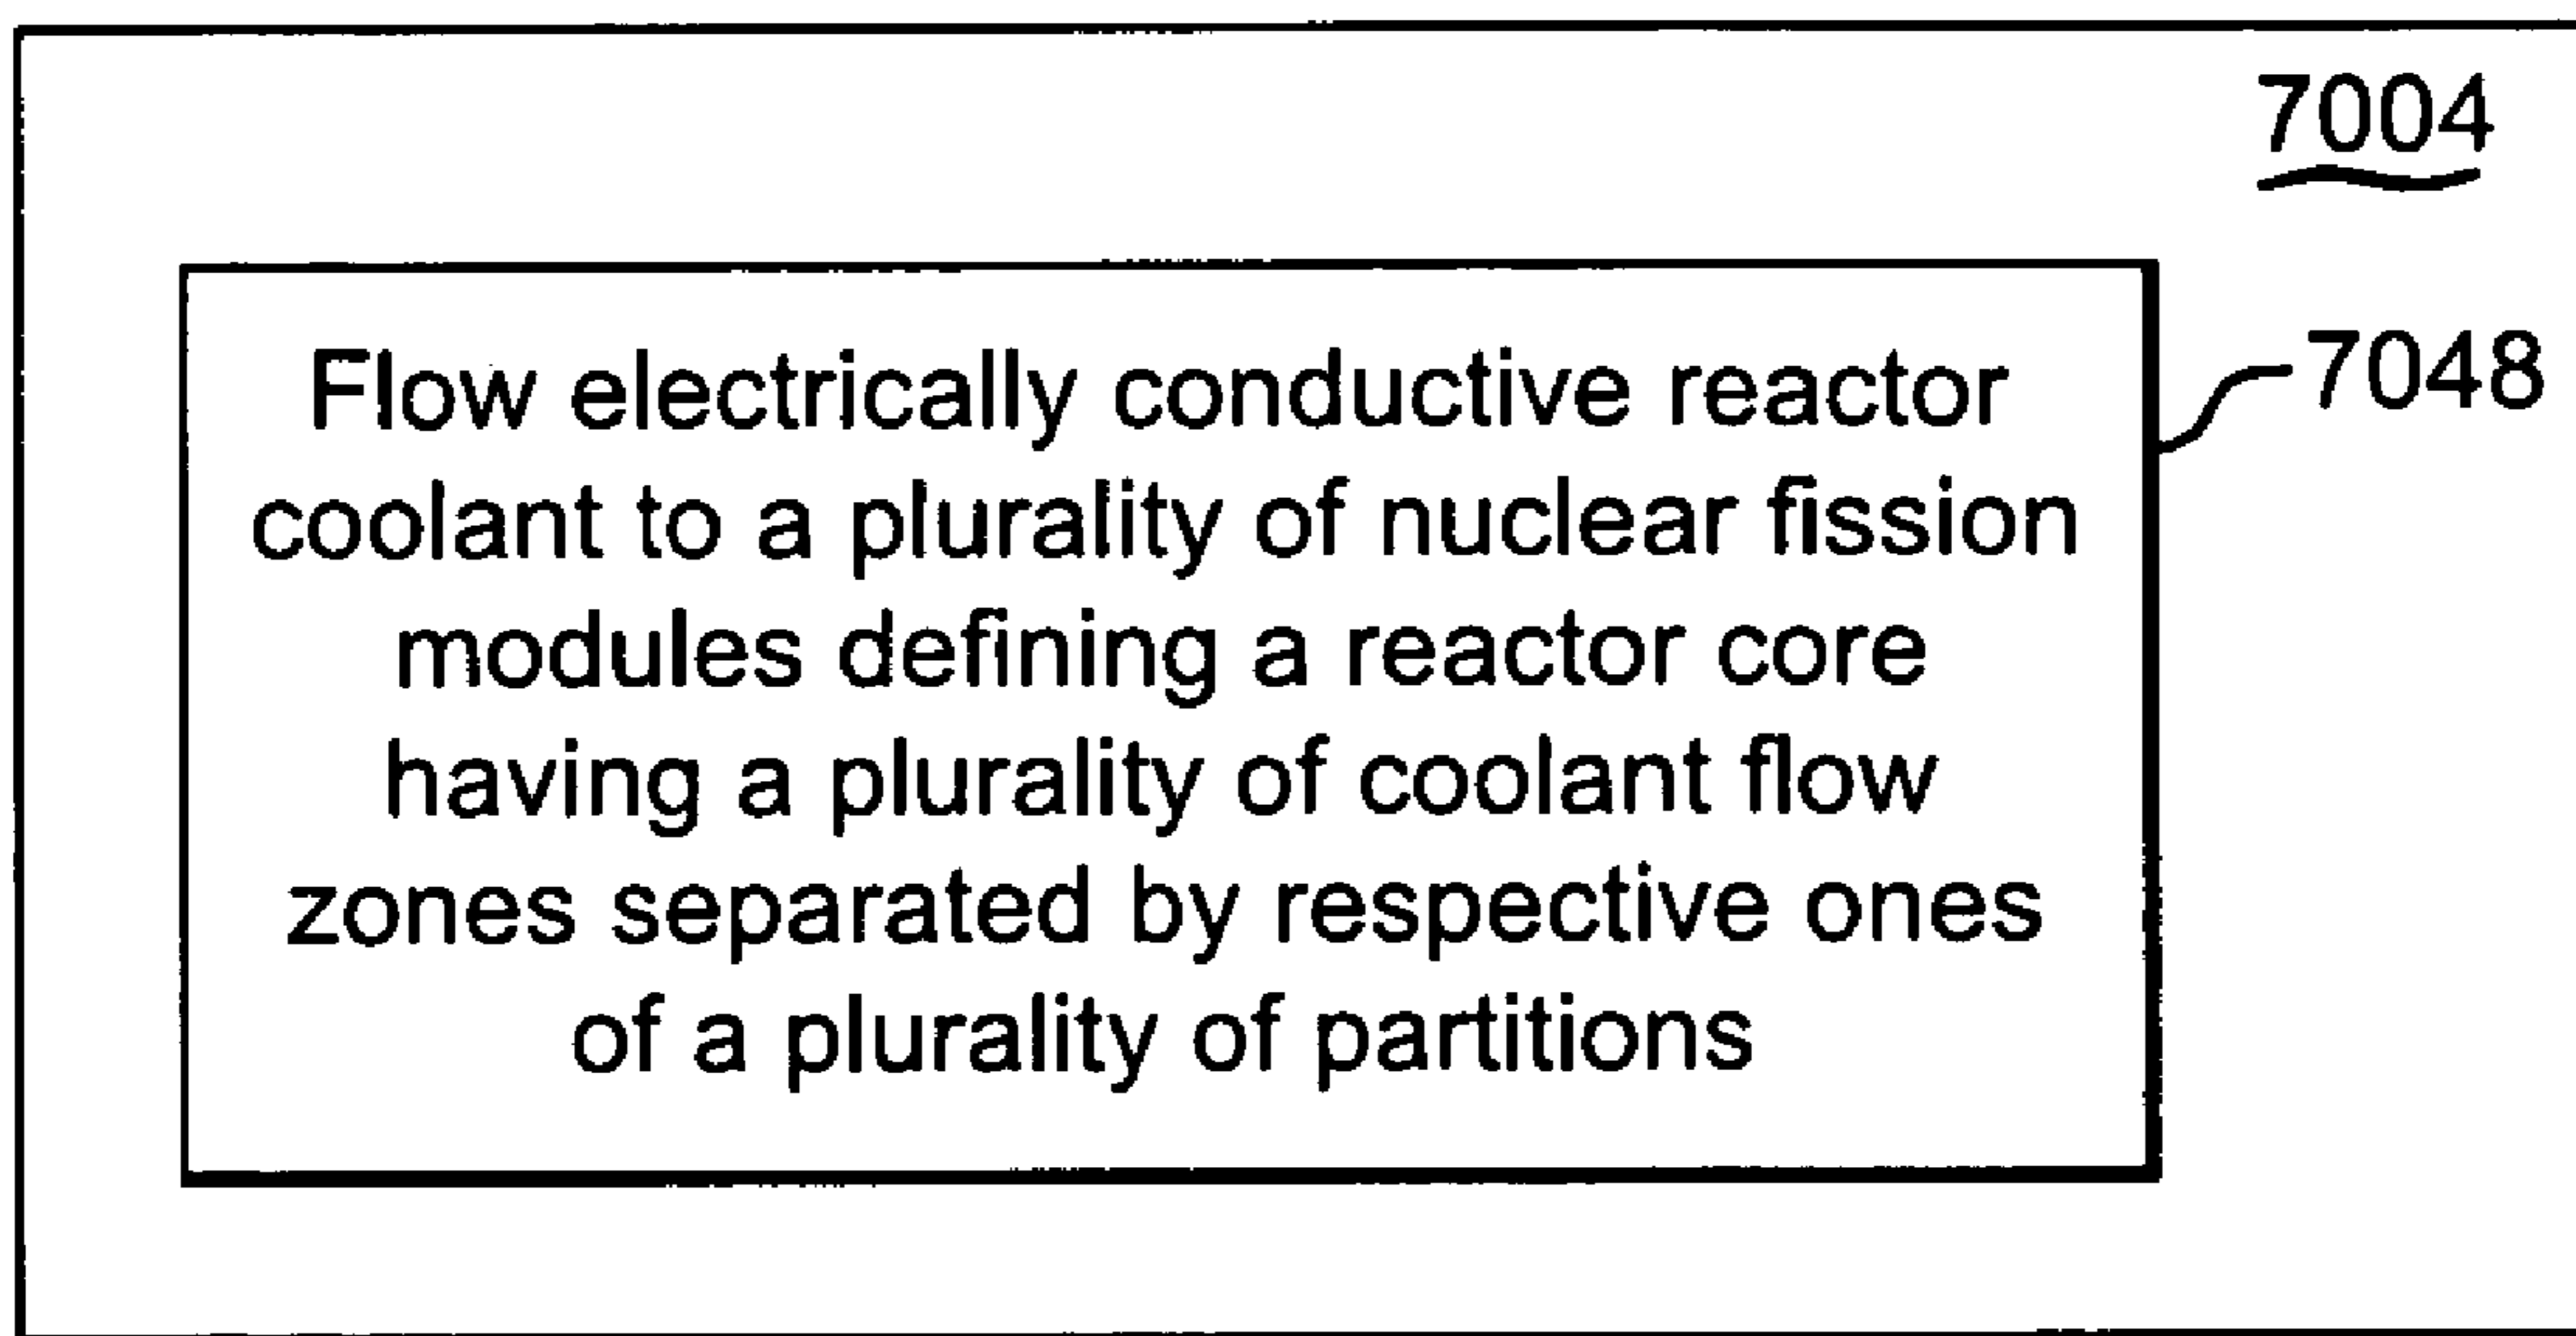 7004
Flow electrically conductive reactor
7048
coolant to a plurality of nuclear fission
modules defining a reactor core
having a plurality of coolant flow
zones separated by respective ones
of a plurality of partitions